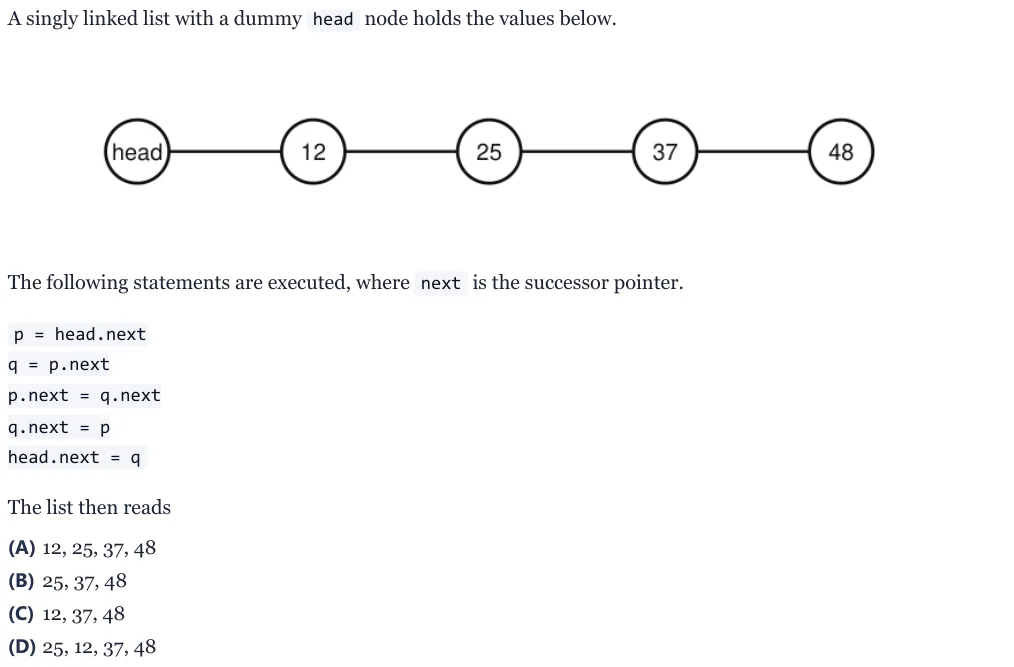 A singly linked list with a dummy head node holds the values below.
head 12 25 37 48
The following statements are executed, where next is the successor pointer.
p = head.next
q = p.next
p.next = q.next
q.next = p
head.next = q
The list then reads
(A) 12, 25, 37, 48
(B) 25, 37, 48
(C) 12, 37, 48
(D) 25, 12, 37, 48